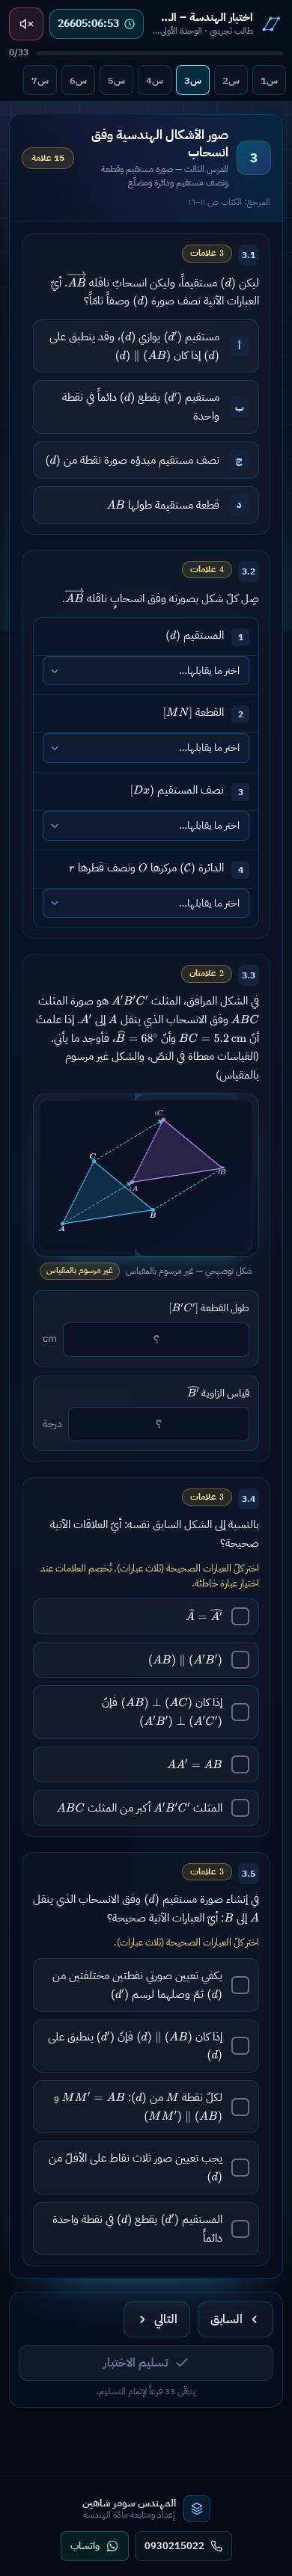 اختبار الهندسة – الـ...
طالب تجريبي · الوحدة الأولى...
26605:06:53
0/33
س1
س2
س3
س4
س5
س6
س7
3
صور الأشكال الهندسية وفق
انسحاب
الدرس الثالث — صورة مستقيم وقطعة
ونصف مستقيم ودائرة ومضلّع
15 علامة
المرجع: الكتاب ص ١١–١٦
3.1
3 علامات
ليكن (d) مستقيماً، وليكن انسحابٌ ناقله $\overrightarrow{AB}$. أيّ
العبارات الآتية تصف صورة (d) وصفاً تامّاً؟
أ
مستقيم (d′) يوازي (d)، وقد ينطبق على
(d) إذا كان (AB) ∥ (d)
ب
مستقيم (d′) يقطع (d) دائماً في نقطة
واحدة
ج
نصف مستقيم مبدؤه صورة نقطة من (d)
د
قطعة مستقيمة طولها AB
3.2
4 علامات
صِل كلّ شكل بصورته وفق انسحابٍ ناقله $\overrightarrow{AB}$.
1
المستقيم (d)
اختر ما يقابلها...
2
القطعة [MN]
اختر ما يقابلها...
3
نصف المستقيم [Dx)
اختر ما يقابلها...
4
الدائرة (C) مركزها O ونصف قطرها r
اختر ما يقابلها...
3.3
2 علامتان
في الشكل المرافق، المثلث A′B′C′ هو صورة المثلث
ABC وفق الانسحاب الذي ينقل A إلى A′. إذا علمتَ
أنّ BC = 5.2 cm وأنّ $\widehat{B}$ = 68°، فأوجد ما يأتي.
(القياسات معطاة في النصّ، والشكل غير مرسوم
بالمقياس)
C
A
B
شكل توضيحي — غير مرسوم بالمقياس
غير مرسوم بالمقياس
طول القطعة [B′C′]
؟
cm
قياس الزاوية $\widehat{B′}$
؟
درجة
3.4
3 علامات
بالنسبة إلى الشكل السابق نفسه: أيّ العلاقات الآتية
صحيحة؟
اختر كلّ العبارات الصحيحة (ثلاث عبارات). تُخصم العلامات عند
اختيار عبارة خاطئة.
$\widehat{A}$ = $\widehat{A′}$
(AB) ∥ (A′B′)
إذا كان (AB) ⊥ (AC) فإنّ
(A′B′) ⊥ (A′C′)
AA′ = AB
المثلث A′B′C′ أكبر من المثلث ABC
3.5
3 علامات
في إنشاء صورة مستقيم (d) وفق الانسحاب الذي ينقل
A إلى B: أيّ العبارات الآتية صحيحة؟
اختر كلّ العبارات الصحيحة (ثلاث عبارات).
يكفي تعيين صورتي نقطتين مختلفتين من
(d) ثمّ وصلهما لرسم (d′)
إذا كان (AB) ∥ (d) فإنّ (d′) ينطبق على
(d)
لكلّ نقطة M من (d): MM′ = AB و
(MM′) ∥ (AB)
يجب تعيين صور ثلاث نقاط على الأقلّ من
(d)
المستقيم (d′) يقطع (d) في نقطة واحدة
دائماً
السابق
التالي
تسليم الاختبار
يتبقّى 33 فرعاً لإتمام التسليم.
المهندس سومر شاهين
إعداد ومتابعة مادّة الهندسة
0930215022
واتساب